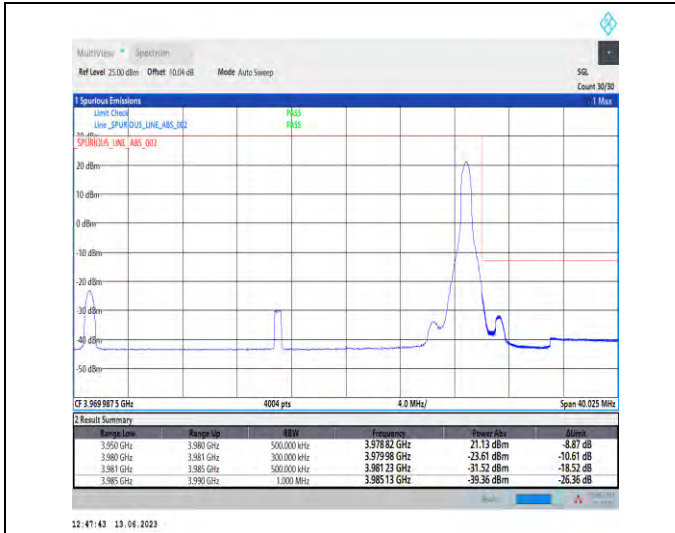 MultiView Spectrum
Ref Level 25.00 dBm Offset 10.04 dB Mode Auto Sweep SGL
Count 30/30
1 Spurious Emissions 1 Max
Limit Check PASS
Line _SPURIOUS_LINE_ABS_002 PASS
_SPURIOUS_LINE_ABS_002
20 dBm
10 dBm
0 dBm
-10 dBm
-20 dBm
-30 dBm
-40 dBm
-50 dBm
CF 3.969 987 5 GHz 4004 pts 4.0 MHz/ Span 40.025 MHz
2 Result Summary
Range Low Range Up RBW Frequency Power Abs ΔLimit
3.950 GHz 3.980 GHz 500.000 kHz 3.978 82 GHz 21.13 dBm -8.87 dB
3.980 GHz 3.981 GHz 300.000 kHz 3.979 98 GHz -23.61 dBm -10.61 dB
3.981 GHz 3.985 GHz 500.000 kHz 3.981 23 GHz -31.52 dBm -18.52 dB
3.985 GHz 3.990 GHz 1.000 MHz 3.985 13 GHz -39.36 dBm -26.36 dB
12:47:43 13.06.2023